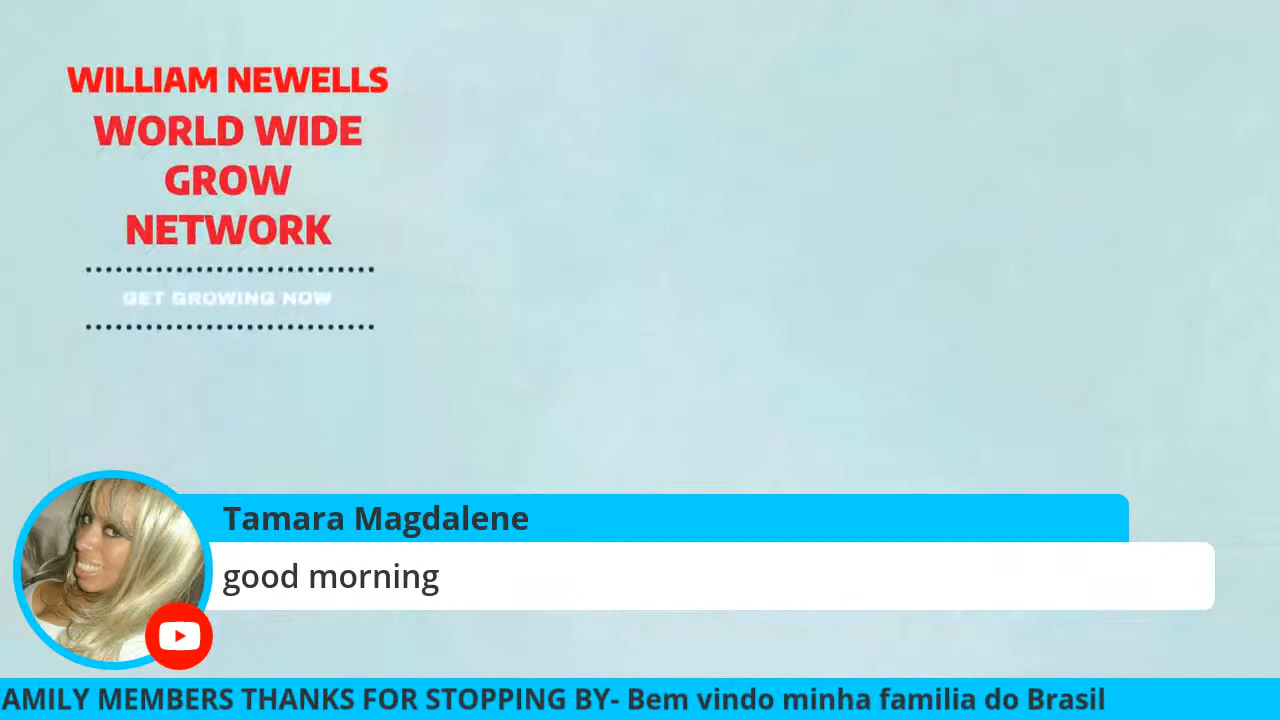 WILLIAM NEWELLS
WORLD WIDE
GROW
NETWORK
GET GROWING NOW
Tamara Magdalene
good morning
AMILY MEMBERS THANKS FOR STOPPING BY- Bem vindo minha familia do Brasil